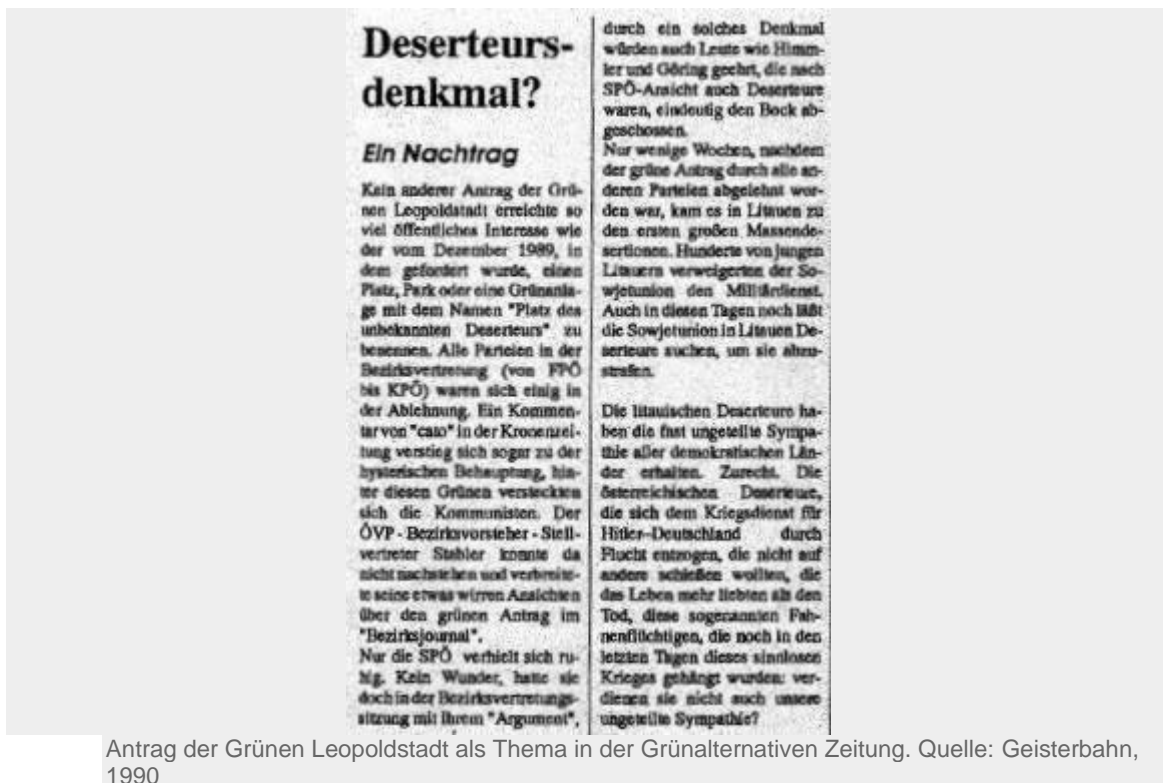 Deserteurs-
denkmal?
Ein Nachtrag
Kein anderer Antrag der Grü-
nen Leopoldstadt erreichte so
viel öffentliches Interesse wie
der vom Dezember 1989, in
dem gefordert wurde, einen
Platz, Park oder eine Grünanla-
ge mit dem Namen "Platz des
unbekannten Deserteurs" zu
benennen. Alle Parteien in der
Bezirksvertretung (von FPÖ
bis KPÖ) waren sich einig in
der Ablehnung. Ein Kommen-
tar von "cato" in der Kronenzei-
tung verstieg sich sogar zu der
hysterischen Behauptung, hin-
ter diesen Grünen versteckten
sich die Kommunisten. Der
ÖVP - Bezirksvorsteher - Stell-
vertreter Stabler konnte da
nicht nachstehen und verbreite-
te seine etwas wirren Ansichten
über den grünen Antrag im
"Bezirksjournal".
Nur die SPÖ verhielt sich ru-
hig. Kein Wunder, hatte sie
doch in der Bezirksvertretungs-
sitzung mit ihrem "Argument",
durch ein solches Denkmal
würden auch Leute wie Himm-
ler und Göring geehrt, die nach
SPÖ-Ansicht auch Deserteure
waren, eindeutig den Bock ab-
geschossen.
Nur wenige Wochen, nachdem
der grüne Antrag durch alle an-
deren Parteien abgelehnt wor-
den war, kam es in Litauen zu
den ersten großen Massende-
sertionen. Hunderte von jungen
Litauern verweigerten der So-
wjetunion den Militärdienst.
Auch in diesen Tagen noch läßt
die Sowjetunion in Litauen De-
serteure suchen, um sie abzu-
strafen.
Die litauischen Deserteure ha-
ben die fast ungeteilte Sympa-
thie aller demokratischen Län-
der erhalten. Zurecht. Die
österreichischen Deserteure,
die sich dem Kriegsdienst für
Hitler-Deutschland durch
Flucht entzogen, die nicht auf
andere schießen wollten, die
das Leben mehr liebten als den
Tod, diese sogenannten Fah-
nenflüchtigen, die noch in den
letzten Tagen dieses sinnlosen
Krieges gehängt wurden: ver-
dienen sie nicht auch unsere
ungeteilte Sympathie?
Antrag der Grünen Leopoldstadt als Thema in der Grünalternativen Zeitung. Quelle: Geisterbahn,
1990